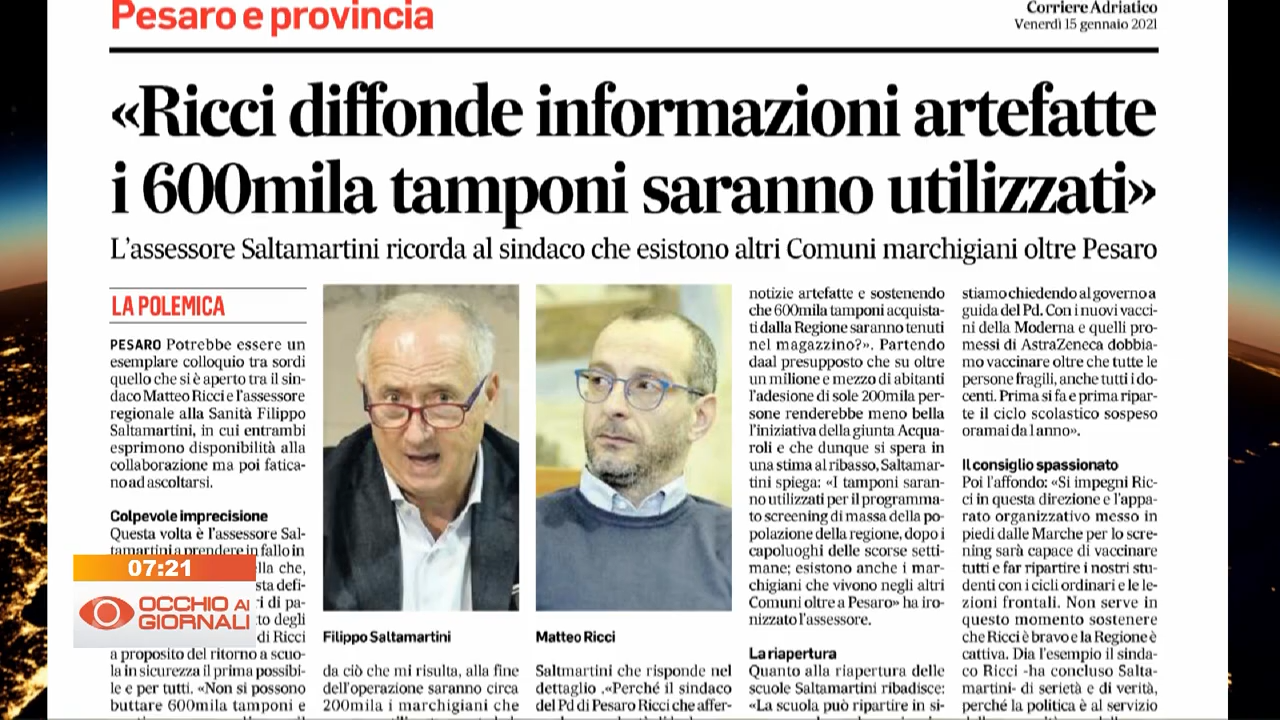 Pesaro e provincia
Corriere Adriatico
Venerdì 15 gennaio 2021
«Ricci diffonde informazioni artefatte
i 600mila tamponi saranno utilizzati»
L'assessore Saltamartini ricorda al sindaco che esistono altri Comuni marchigiani oltre Pesaro
LA POLEMICA
PESARO Potrebbe essere un
esemplare colloquio tra sordi
quello che si è aperto tra il sin-
daco Matteo Ricci e l'assessore
regionale alla Sanità Filippo
Saltamartini, in cui entrambi
esprimono disponibilità alla
collaborazione ma poi fatica-
no ad ascoltarsi.
Colpevole imprecisione
Questa volta è l'assessore Sal-
tamartini a prendere in fallo in
lla che,
sta defi-
ri di pa-
to degli
di Ricci
a proposito del ritorno a scuo-
la in sicurezza il prima possibi-
le e per tutti. «Non si possono
buttare 600mila tamponi e
07:21
OCCHIO AI
GIORNALI
Filippo Saltamartini
da ciò che mi risulta, alla fine
dell'operazione saranno circa
200mila i marchigiani che
Matteo Ricci
Saltmartini che risponde nel
dettaglio .«Perché il sindaco
del Pd di Pesaro Ricci che affer-
notizie artefatte e sostenendo
che 600mila tamponi acquista-
ti dalla Regione saranno tenuti
nel magazzino?». Partendo
daal presupposto che su oltre
un milione e mezzo di abitanti
l'adesione di sole 200mila per-
sone renderebbe meno bella
l'iniziativa della giunta Acqua-
roli e che dunque si spera in
una stima al ribasso, Saltamar-
tini spiega: «I tamponi saran-
no utilizzati per il programma-
to screening di massa della po-
polazione della regione, dopo i
capoluoghi delle scorse setti-
mane; esistono anche i mar-
chigiani che vivono negli altri
Comuni oltre a Pesaro» ha iro-
nizzato l'assessore.
La riapertura
Quanto alla riapertura delle
scuole Saltamartini ribadisce:
«La scuola può ripartire in si-
stiamo chiedendo al governo a
guida del Pd. Con i nuovi vacci-
ni della Moderna e quelli pro-
messi di AstraZeneca dobbia-
mo vaccinare oltre che tutte le
persone fragili, anche tutti i do-
centi. Prima si fa e prima ripar-
te il ciclo scolastico sospeso
oramai da 1 anno».
Il consiglio spassionato
Poi l'affondo: «Si impegni Ric-
ci in questa direzione e l'appa-
rato organizzativo messo in
piedi dalle Marche per lo scre-
ning sarà capace di vaccinare
tutti e far ripartire i nostri stu-
denti con i cicli ordinari e le le-
zioni frontali. Non serve in
questo momento sostenere
che Ricci è bravo e la Regione è
cattiva. Dia l'esempio il sinda-
co Ricci -ha concluso Salta-
martini- di serietà e di verità,
perché la politica è al servizio